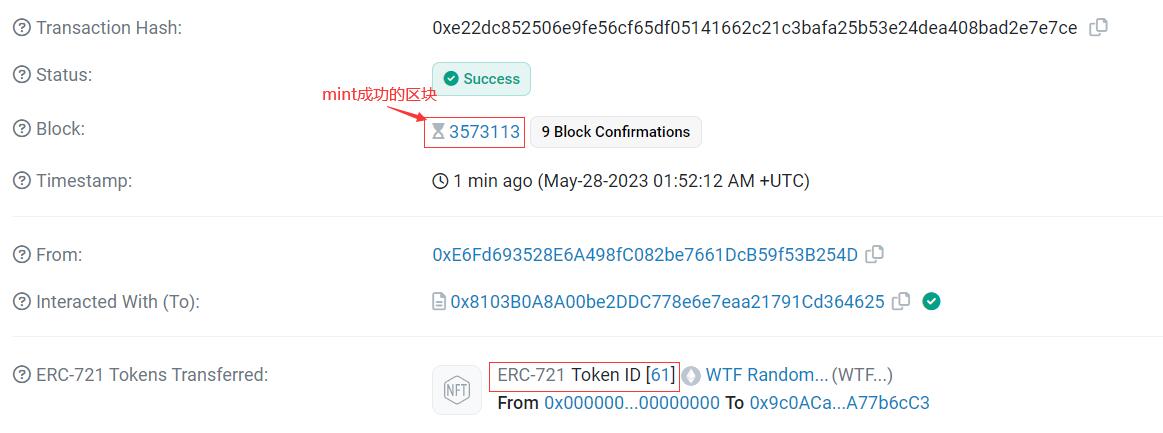 Transaction Hash: 0xe22dc852506e9fe56cf65df05141662c21c3bafa25b53e24dea408bad2e7e7ce
Status: Success
mint成功的区块
Block: 3573113 9 Block Confirmations
Timestamp: 1 min ago (May-28-2023 01:52:12 AM +UTC)
From: 0xE6Fd693528E6A498fC082be7661DcB59f53B254D
Interacted With (To): 0x8103B0A8A00be2DDC778e6e7eaa21791Cd364625
ERC-721 Tokens Transferred: NFT ERC-721 Token ID [61] WTF Random... (WTF...)
From 0x000000...00000000 To 0x9c0ACa...A77b6cC3